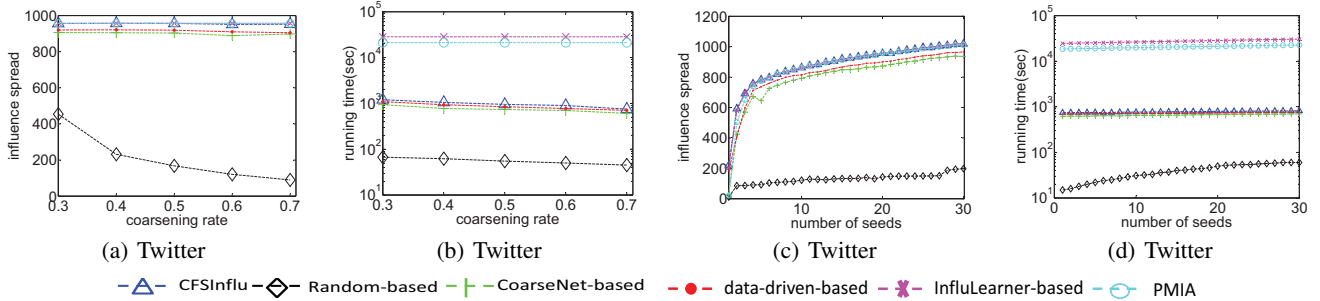 1000
800
600
400
200
0
influence spread
0.3 0.4 0.5 0.6 0.7
coarsening rate
(a) Twitter
10^5
10^4
10^3
10^2
10^1
running time(sec)
0.3 0.4 0.5 0.6 0.7
coarsening rate
(b) Twitter
1200
1000
800
600
400
200
0
influence spread
10 20 30
number of seeds
(c) Twitter
10^5
10^4
10^3
10^2
10^1
running time(sec)
0 10 20 30
number of seeds
(d) Twitter
CFSInflu Random-based CoarseNet-based data-driven-based InfluLearner-based PMIA